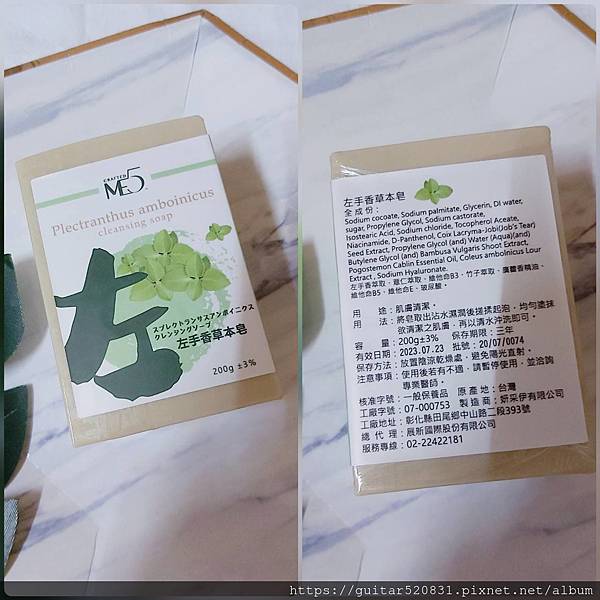 CRAFTED
ME5
Plectranthus amboinicus
cleansing soap
左
スプレクトランサスアンボイニクス
クレンジングソープ
左手香草本皂
200g ±3%
左手香草本皂
全成份：
Sodium cocoate, Sodium palmitate, Glycerin, DI water,
sugar, Propylene Glycol, Sodium castorate,
Isostearic Acid, Sodium chloride, Tocopherol Aceate,
Niacinamide, D-Panthenol, Coix Lacryma-Jobi(Job's Tear)
Seed Extract, Propylene Glycol (and) Water (Aqua)(and)
Butylene Glycol (and) Bambusa Vulgaris Shoot Extract,
Pogostemon Cablin Essential Oil, Coleus amboinicus Lour
Extract , Sodium Hyaluronate.
左手香萃取、薏仁萃取、維他命B3、竹子萃取、廣藿香精油、
維他命B5、維他命E、玻尿酸。
用　　途：肌膚清潔。
用　　法：將皂取出沾水濕潤後搓揉起泡，均勻塗抹
欲清潔之肌膚，再以清水沖洗即可。
容　　量：200g±3%　保存期限：三年
有效日期：2023.07.23　批號：20/07/0074
保存方法：放置陰涼乾燥處，避免陽光直射。
注意事項：使用後若有不適，請暫停使用，並洽詢
專業醫師。
核准字號：一般保養品　原產地：台灣
工廠字號：07-000753　製造商：妍采伊有限公司
工廠地址：彰化縣田尾鄉中山路二段393號
總 代 理：展新國際股份有限公司
服務專線：02-22422181
https://guitar520831.pixnet.net/album